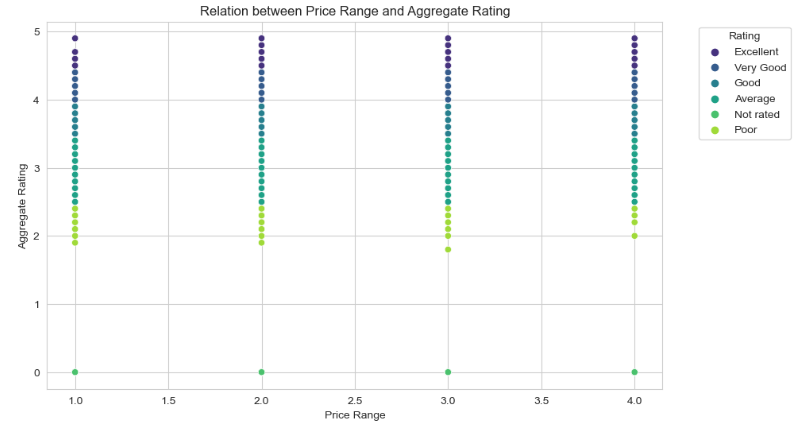 Relation between Price Range and Aggregate Rating
Rating
Excellent
Very Good
Good
Average
Not rated
Poor
Aggregate Rating
5
4
3
2
1
0
1.0 1.5 2.0 2.5 3.0 3.5 4.0
Price Range